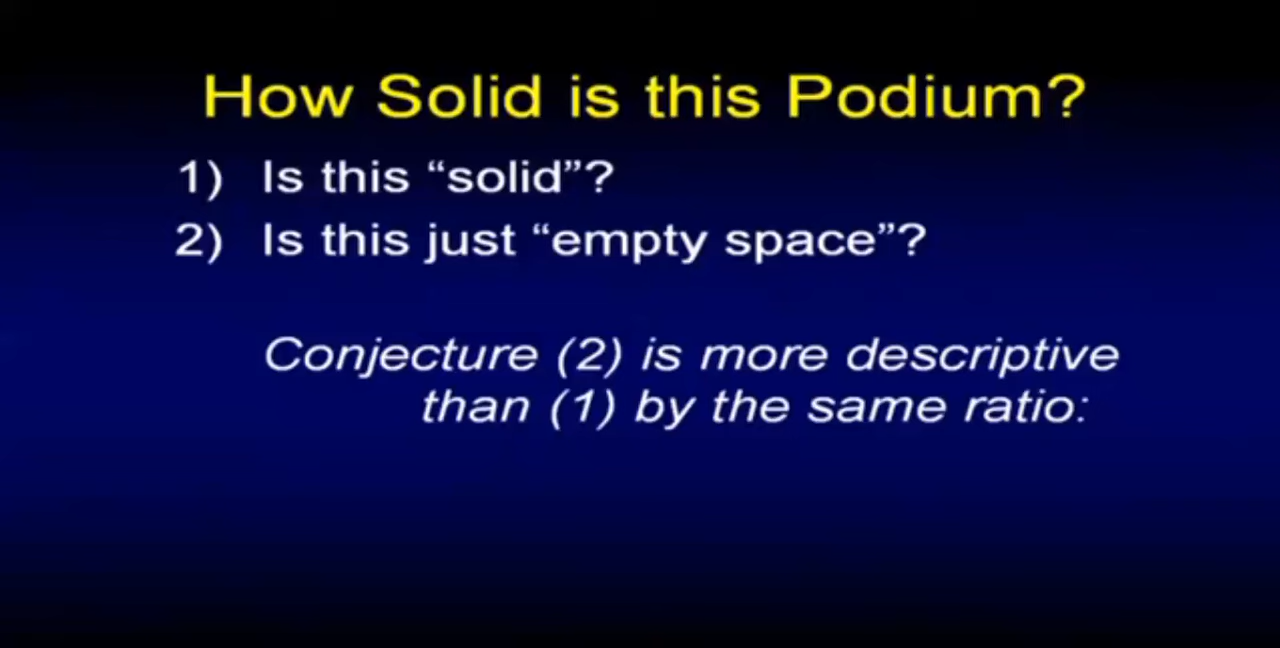 How Solid is this Podium?
1) Is this “solid”?
2) Is this just “empty space”?
Conjecture (2) is more descriptive
than (1) by the same ratio: